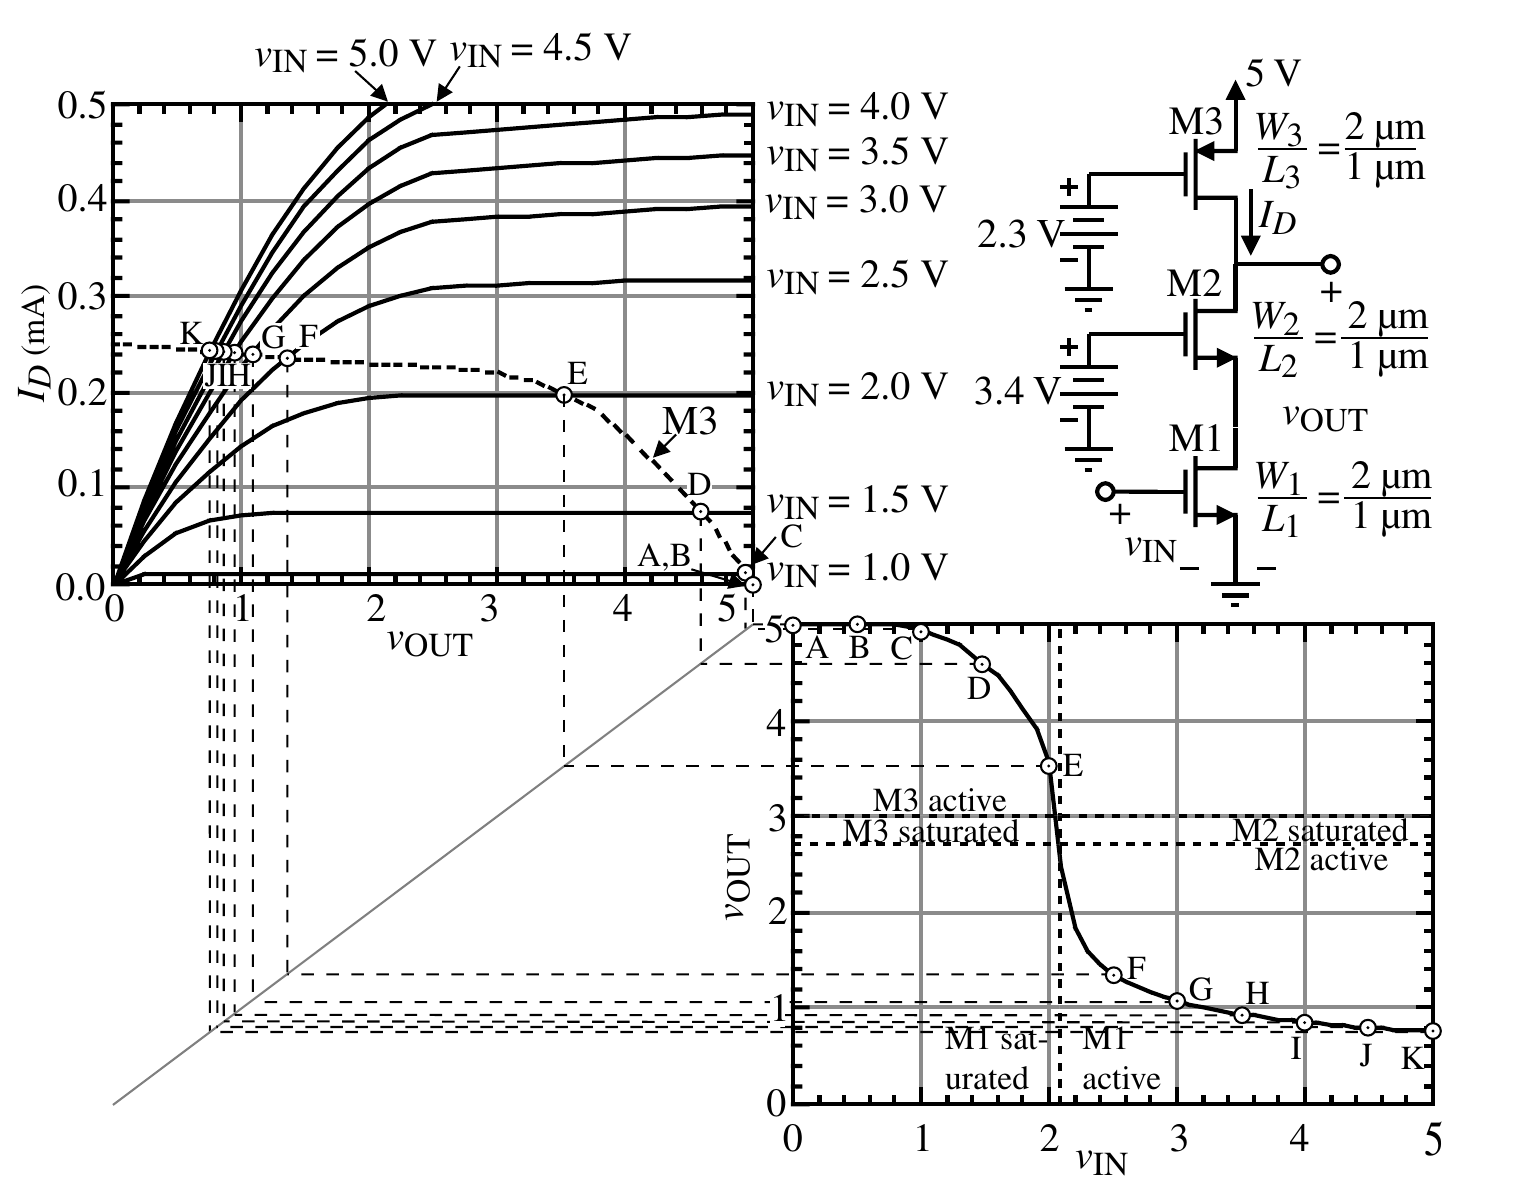 vIN = 5.0 V vIN = 4.5 V
0.5
0.4
0.3
0.2
0.1
0.0
ID (mA)
vIN = 4.0 V
vIN = 3.5 V
vIN = 3.0 V
vIN = 2.5 V
vIN = 2.0 V
vIN = 1.5 V
vIN = 1.0 V
K
G F
JIH
E
M3
D
A,B
C
0 1 2 3 4 5
vOUT
5 V
M3
W3/L3 = 2 µm/1 µm
ID
2.3 V
+
−
M2
+
W2/L2 = 2 µm/1 µm
3.4 V
+
−
vOUT
M1
W1/L1 = 2 µm/1 µm
+
vIN
−
−
5
4
3
2
1
0
vOUT
A B C
D
E
M3 active
M3 saturated
M2 saturated
M2 active
F
G H
I J K
M1 sat-
urated
M1
active
0 1 2 3 4 5
vIN